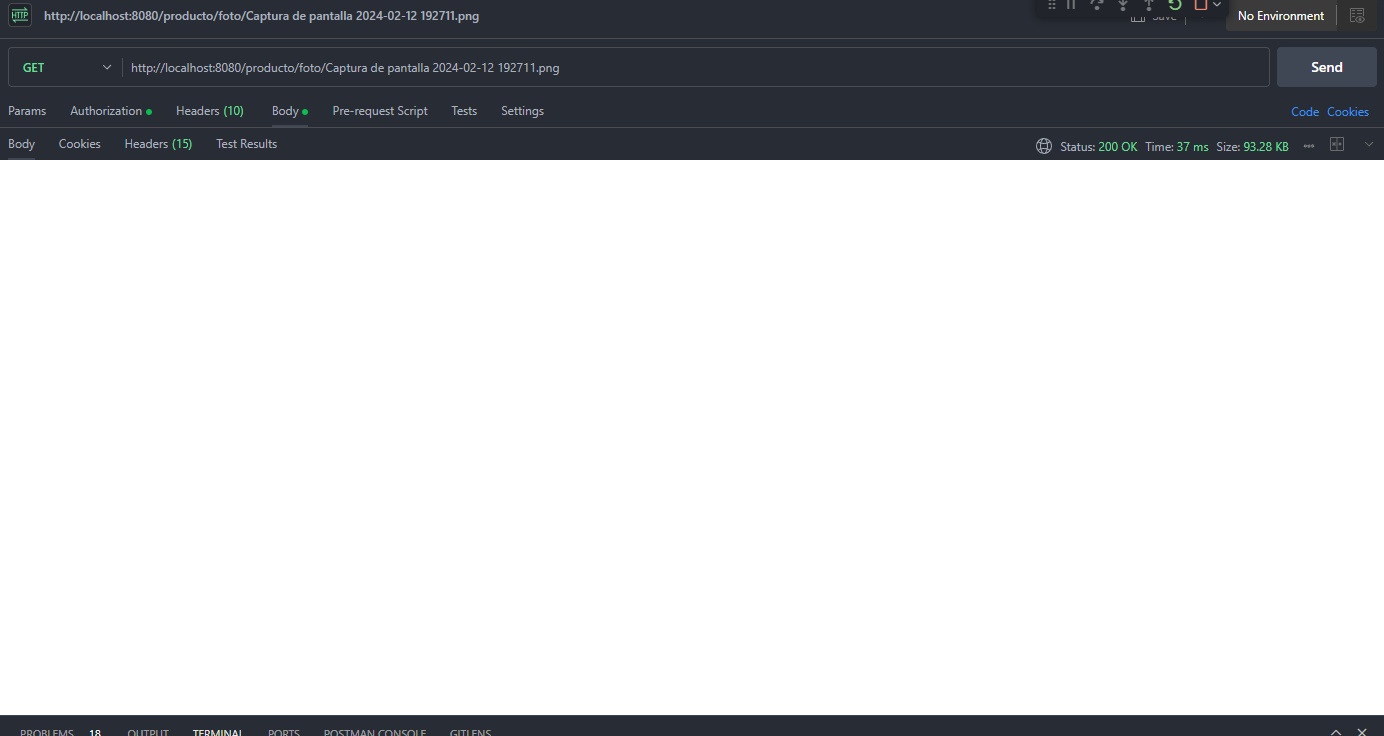 HTTP http://localhost:8080/producto/foto/Captura de pantalla 2024-02-12 192711.png Save No Environment
GET http://localhost:8080/producto/foto/Captura de pantalla 2024-02-12 192711.png Send
Params Authorization Headers (10) Body Pre-request Script Tests Settings Code Cookies
Body Cookies Headers (15) Test Results Status: 200 OK Time: 37 ms Size: 93.28 KB
PROBLEMS 18 OUTPUT TERMINAL PORTS POSTMAN CONSOLE GITLENS